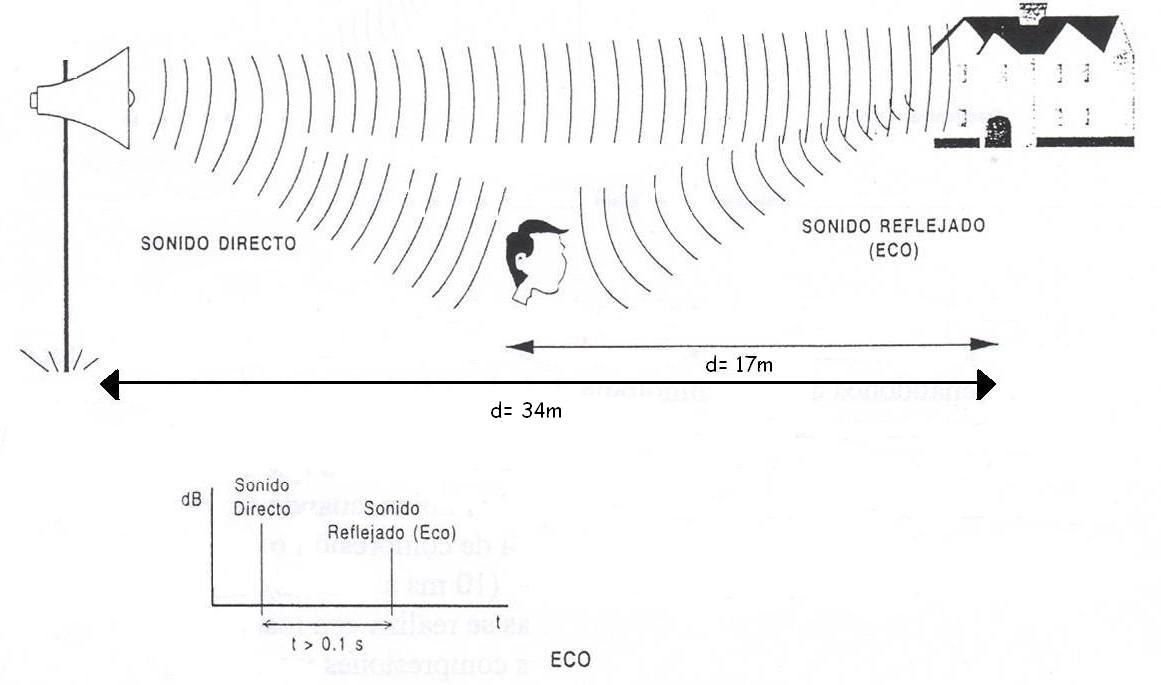 SONIDO DIRECTO
SONIDO REFLEJADO
(ECO)
d= 17m
d= 34m
dB
Sonido
Directo
Sonido
Reflejado (Eco)
t
t > 0.1 s
ECO